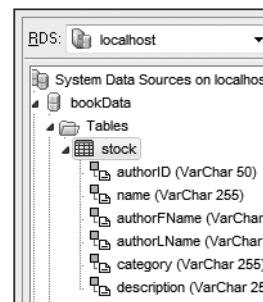 RDS: localhost
System Data Sources on localhos
bookData
Tables
stock
authorID (VarChar 50)
name (VarChar 255)
authorFName (VarChar
authorLName (VarChar
category (VarChar 255)
description (VarChar 25